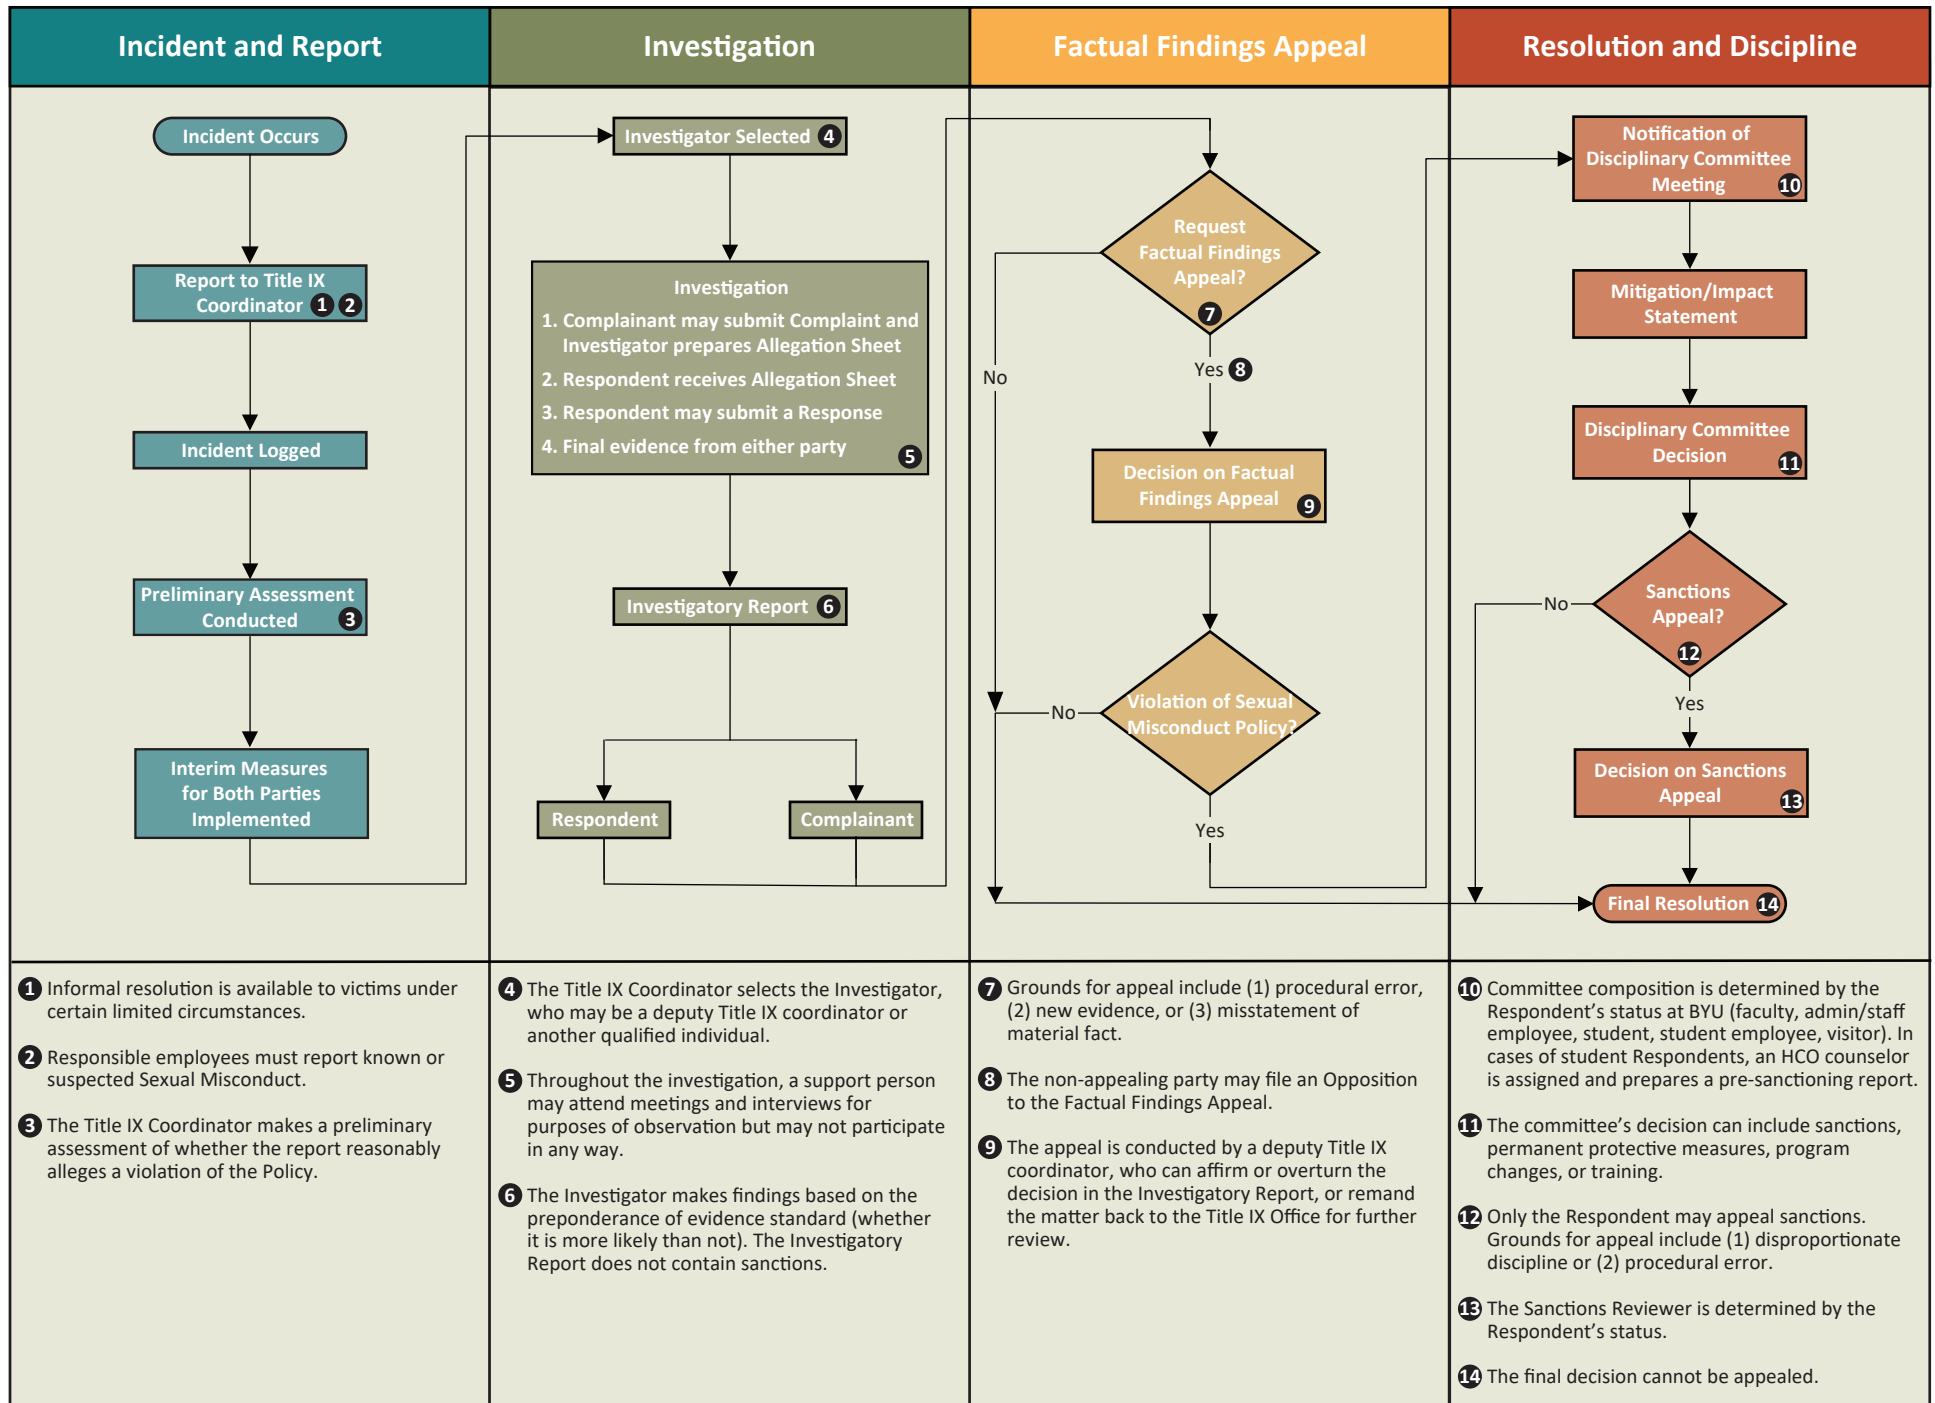 Incident and Report
Investigation
Factual Findings Appeal
Resolution and Discipline
Incident Occurs
Report to Title IX
Coordinator 1 2
Incident Logged
Preliminary Assessment
Conducted 3
Interim Measures
for Both Parties
Implemented
Investigator Selected 4
Investigation
1. Complainant may submit Complaint and
Investigator prepares Allegation Sheet
2. Respondent receives Allegation Sheet
3. Respondent may submit a Response
4. Final evidence from either party
5
Investigatory Report 6
Respondent
Complainant
Request
Factual Findings
Appeal?
7
No
Yes 8
Decision on Factual
Findings Appeal 9
Violation of Sexual
Misconduct Policy?
No
Yes
Notification of
Disciplinary Committee
Meeting 10
Mitigation/Impact
Statement
Disciplinary Committee
Decision 11
Sanctions
Appeal?
12
No
Yes
Decision on Sanctions
Appeal 13
Final Resolution 14
1 Informal resolution is available to victims under
certain limited circumstances.
2 Responsible employees must report known or
suspected Sexual Misconduct.
3 The Title IX Coordinator makes a preliminary
assessment of whether the report reasonably
alleges a violation of the Policy.
4 The Title IX Coordinator selects the Investigator,
who may be a deputy Title IX coordinator or
another qualified individual.
5 Throughout the investigation, a support person
may attend meetings and interviews for
purposes of observation but may not participate
in any way.
6 The Investigator makes findings based on the
preponderance of evidence standard (whether
it is more likely than not). The Investigatory
Report does not contain sanctions.
7 Grounds for appeal include (1) procedural error,
(2) new evidence, or (3) misstatement of
material fact.
8 The non-appealing party may file an Opposition
to the Factual Findings Appeal.
9 The appeal is conducted by a deputy Title IX
coordinator, who can affirm or overturn the
decision in the Investigatory Report, or remand
the matter back to the Title IX Office for further
review.
10 Committee composition is determined by the
Respondent's status at BYU (faculty, admin/staff
employee, student, student employee, visitor). In
cases of student Respondents, an HCO counselor
is assigned and prepares a pre-sanctioning report.
11 The committee's decision can include sanctions,
permanent protective measures, program
changes, or training.
12 Only the Respondent may appeal sanctions.
Grounds for appeal include (1) disproportionate
discipline or (2) procedural error.
13 The Sanctions Reviewer is determined by the
Respondent's status.
14 The final decision cannot be appealed.